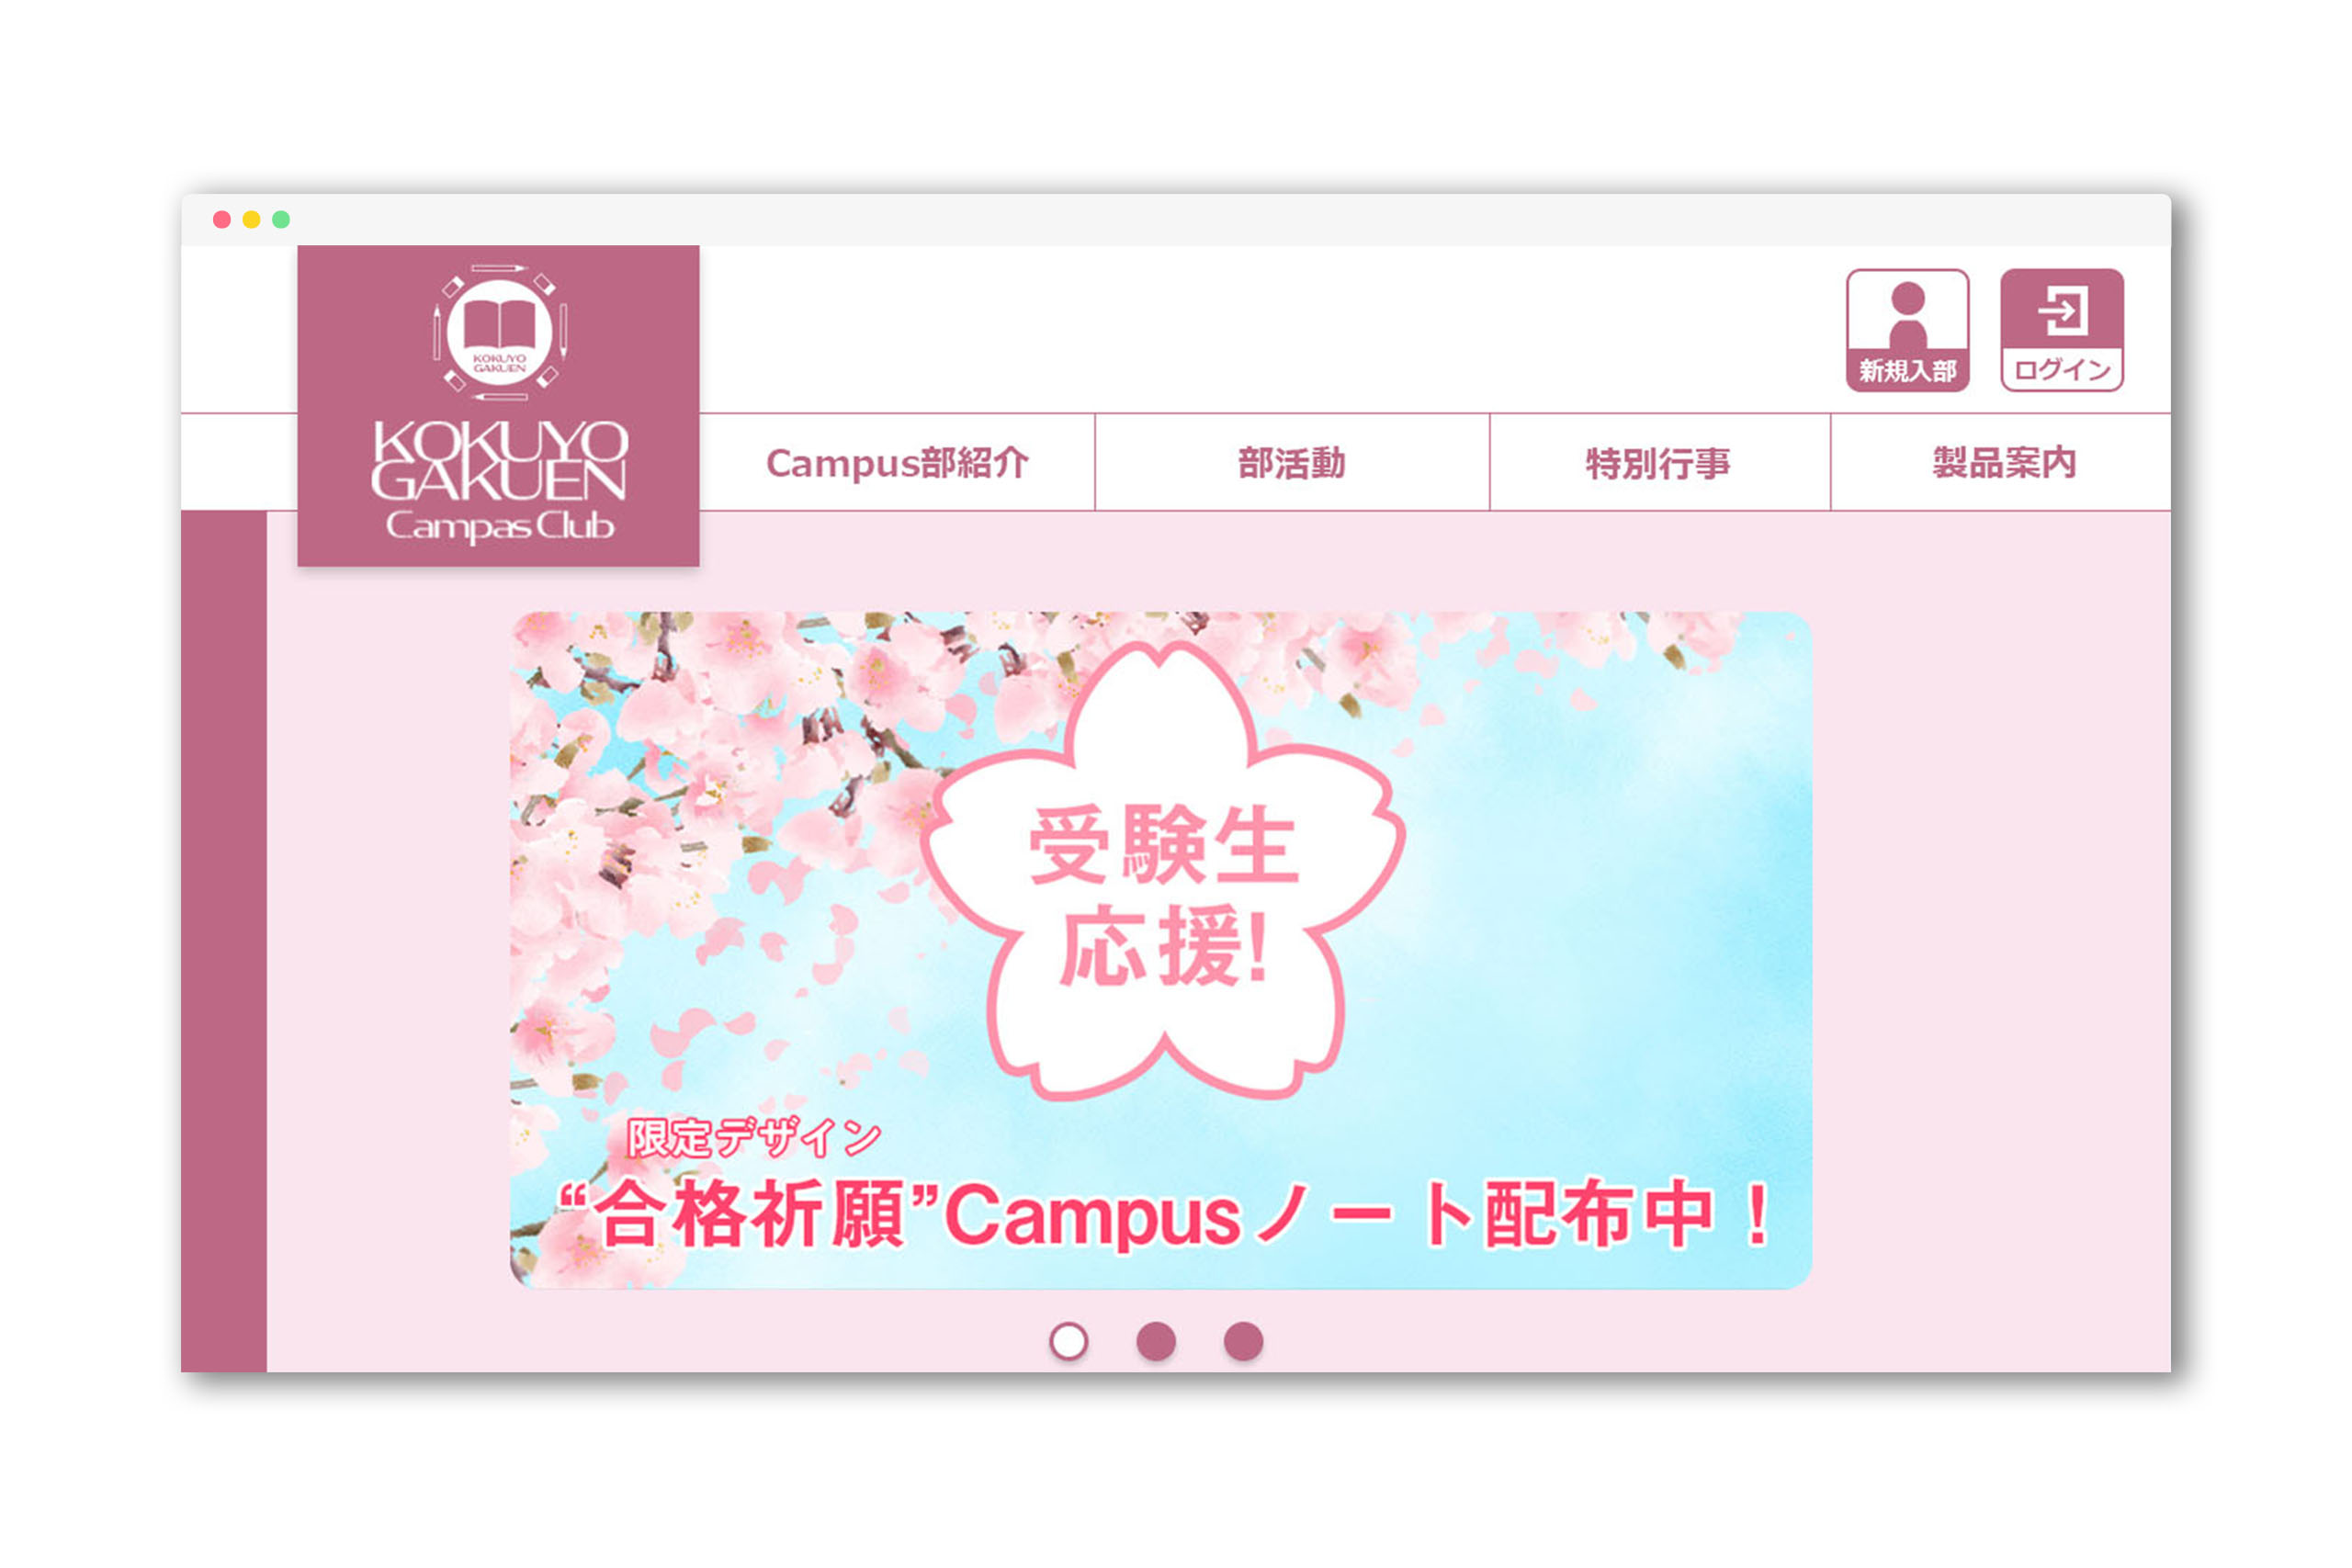 KOKUYO
GAKUEN
KOKUYO
GAKUEN
Campas Club
新規入部
ログイン
Campus部紹介
部活動
特別行事
製品案内
受験生
応援!
限定デザイン
“合格祈願”Campusノート配布中！